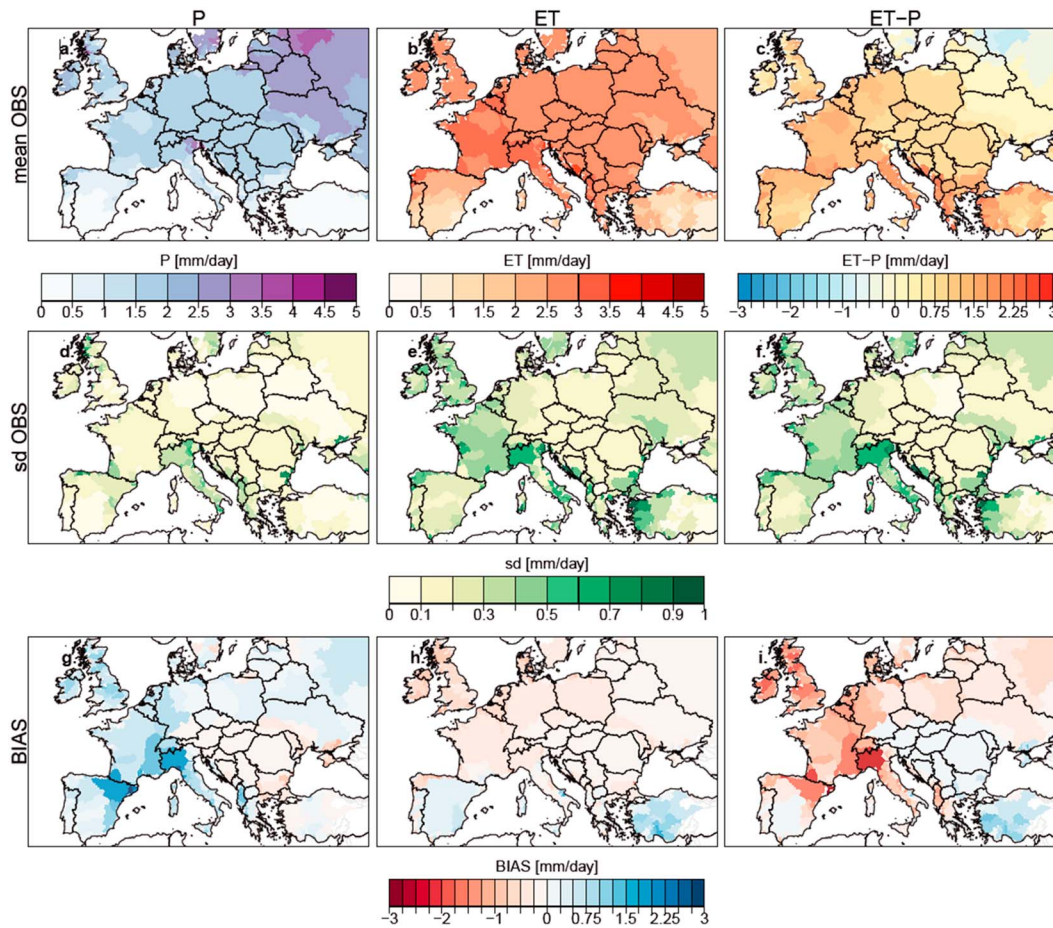 P ET ET−P
mean OBS
a. b. c.
P [mm/day] ET [mm/day] ET−P [mm/day]
0 0.5 1 1.5 2 2.5 3 3.5 4 4.5 5 0 0.5 1 1.5 2 2.5 3 3.5 4 4.5 5 −3 −2 −1 0 0.75 1.5 2.25 3
sd OBS
d. e. f.
sd [mm/day]
0 0.1 0.3 0.5 0.7 0.9 1
BIAS
g. h. i.
BIAS [mm/day]
−3 −2 −1 0 0.75 1.5 2.25 3